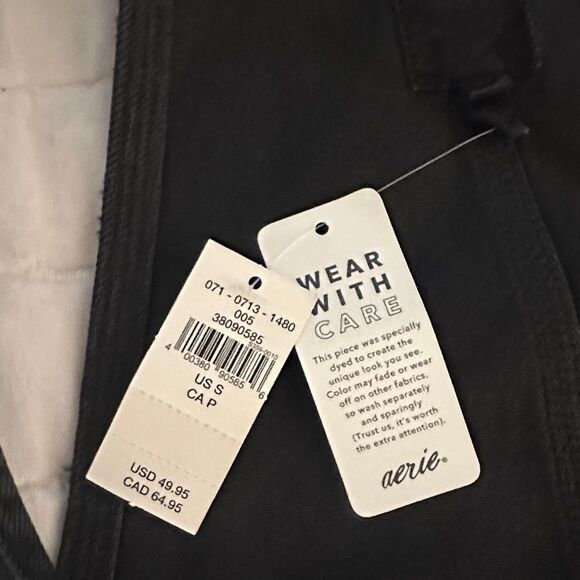 071 - 0713 - 1480
005
38090585
4 00380 90585 6
US S
CA P
USD 49.95
CAD 64.95
WEAR
WITH
CARE
This piece was specially
dyed to create the
unique look you see.
Color may fade or wear
off on other fabrics,
so wash separately
and sparingly
(Trust us, it's worth
the extra attention).
aerie®